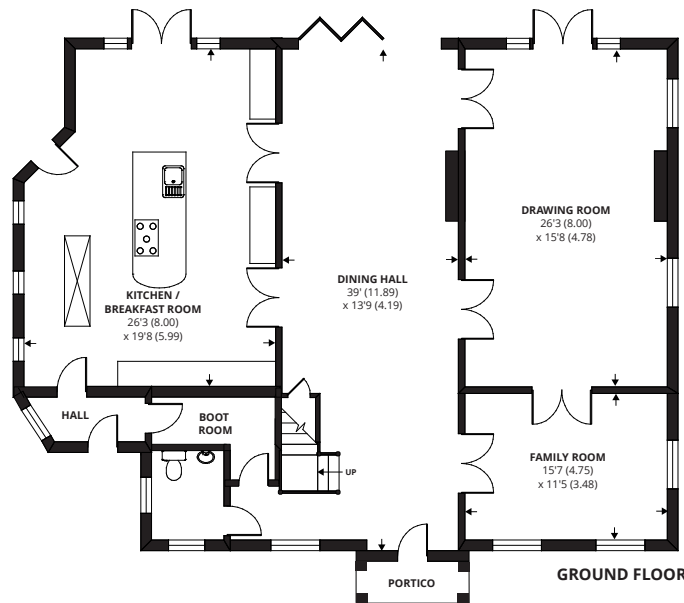 DRAWING ROOM
26'3 (8.00)
x 15'8 (4.78)
DINING HALL
39' (11.89)
x 13'9 (4.19)
KITCHEN /
BREAKFAST ROOM
26'3 (8.00)
x 19'8 (5.99)
HALL
BOOT
ROOM
UP
FAMILY ROOM
15'7 (4.75)
x 11'5 (3.48)
PORTICO
GROUND FLOOR